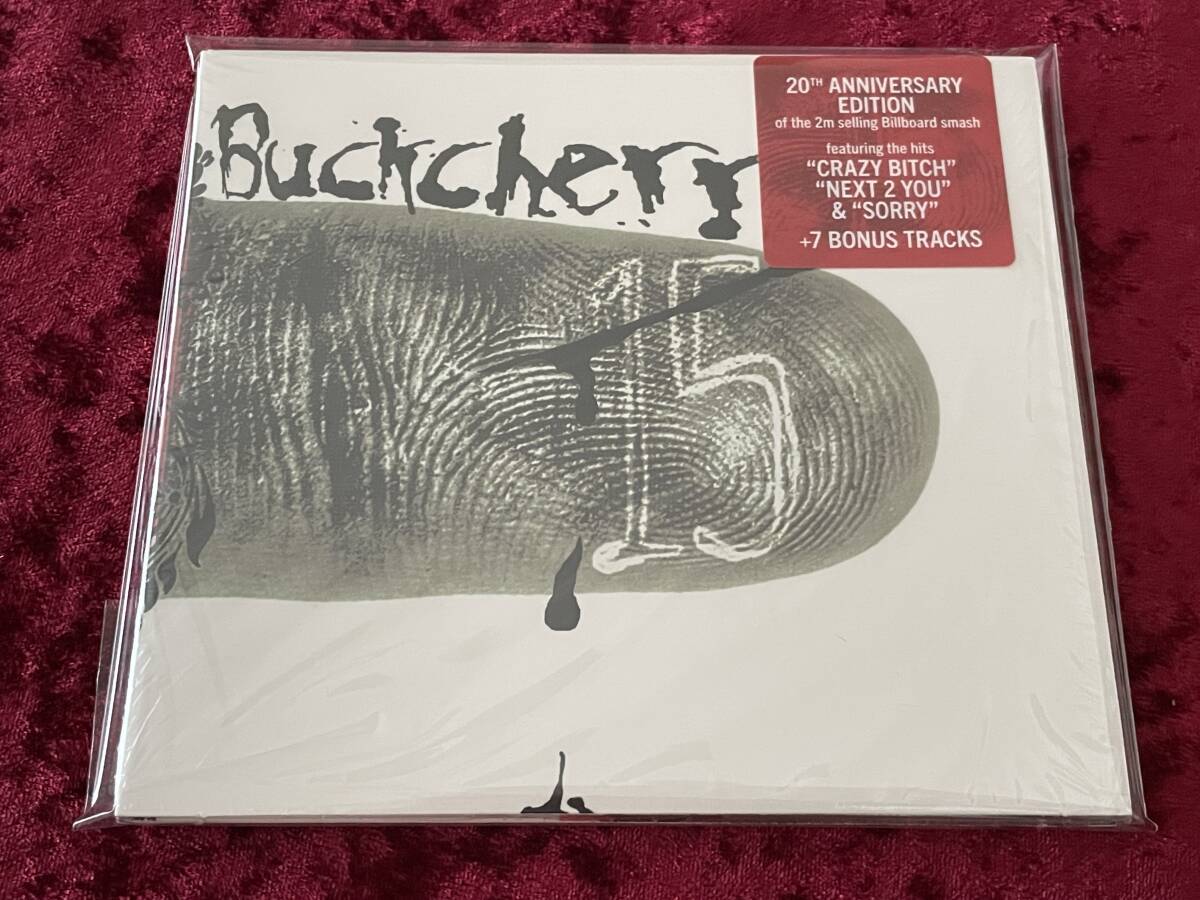 Buckcherr
20TH ANNIVERSARY
EDITION
of the 2m selling Billboard smash
featuring the hits
"CRAZY BITCH"
"NEXT 2 YOU"
& "SORRY"
+7 BONUS TRACKS
15